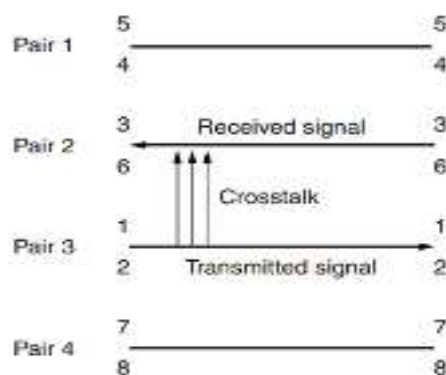 5 5
Pair 1
4 4
3 Received signal 3
Pair 2
6 6
Crosstalk
1 1
Pair 3
2 Transmitted signal 2
7 7
Pair 4
8 8